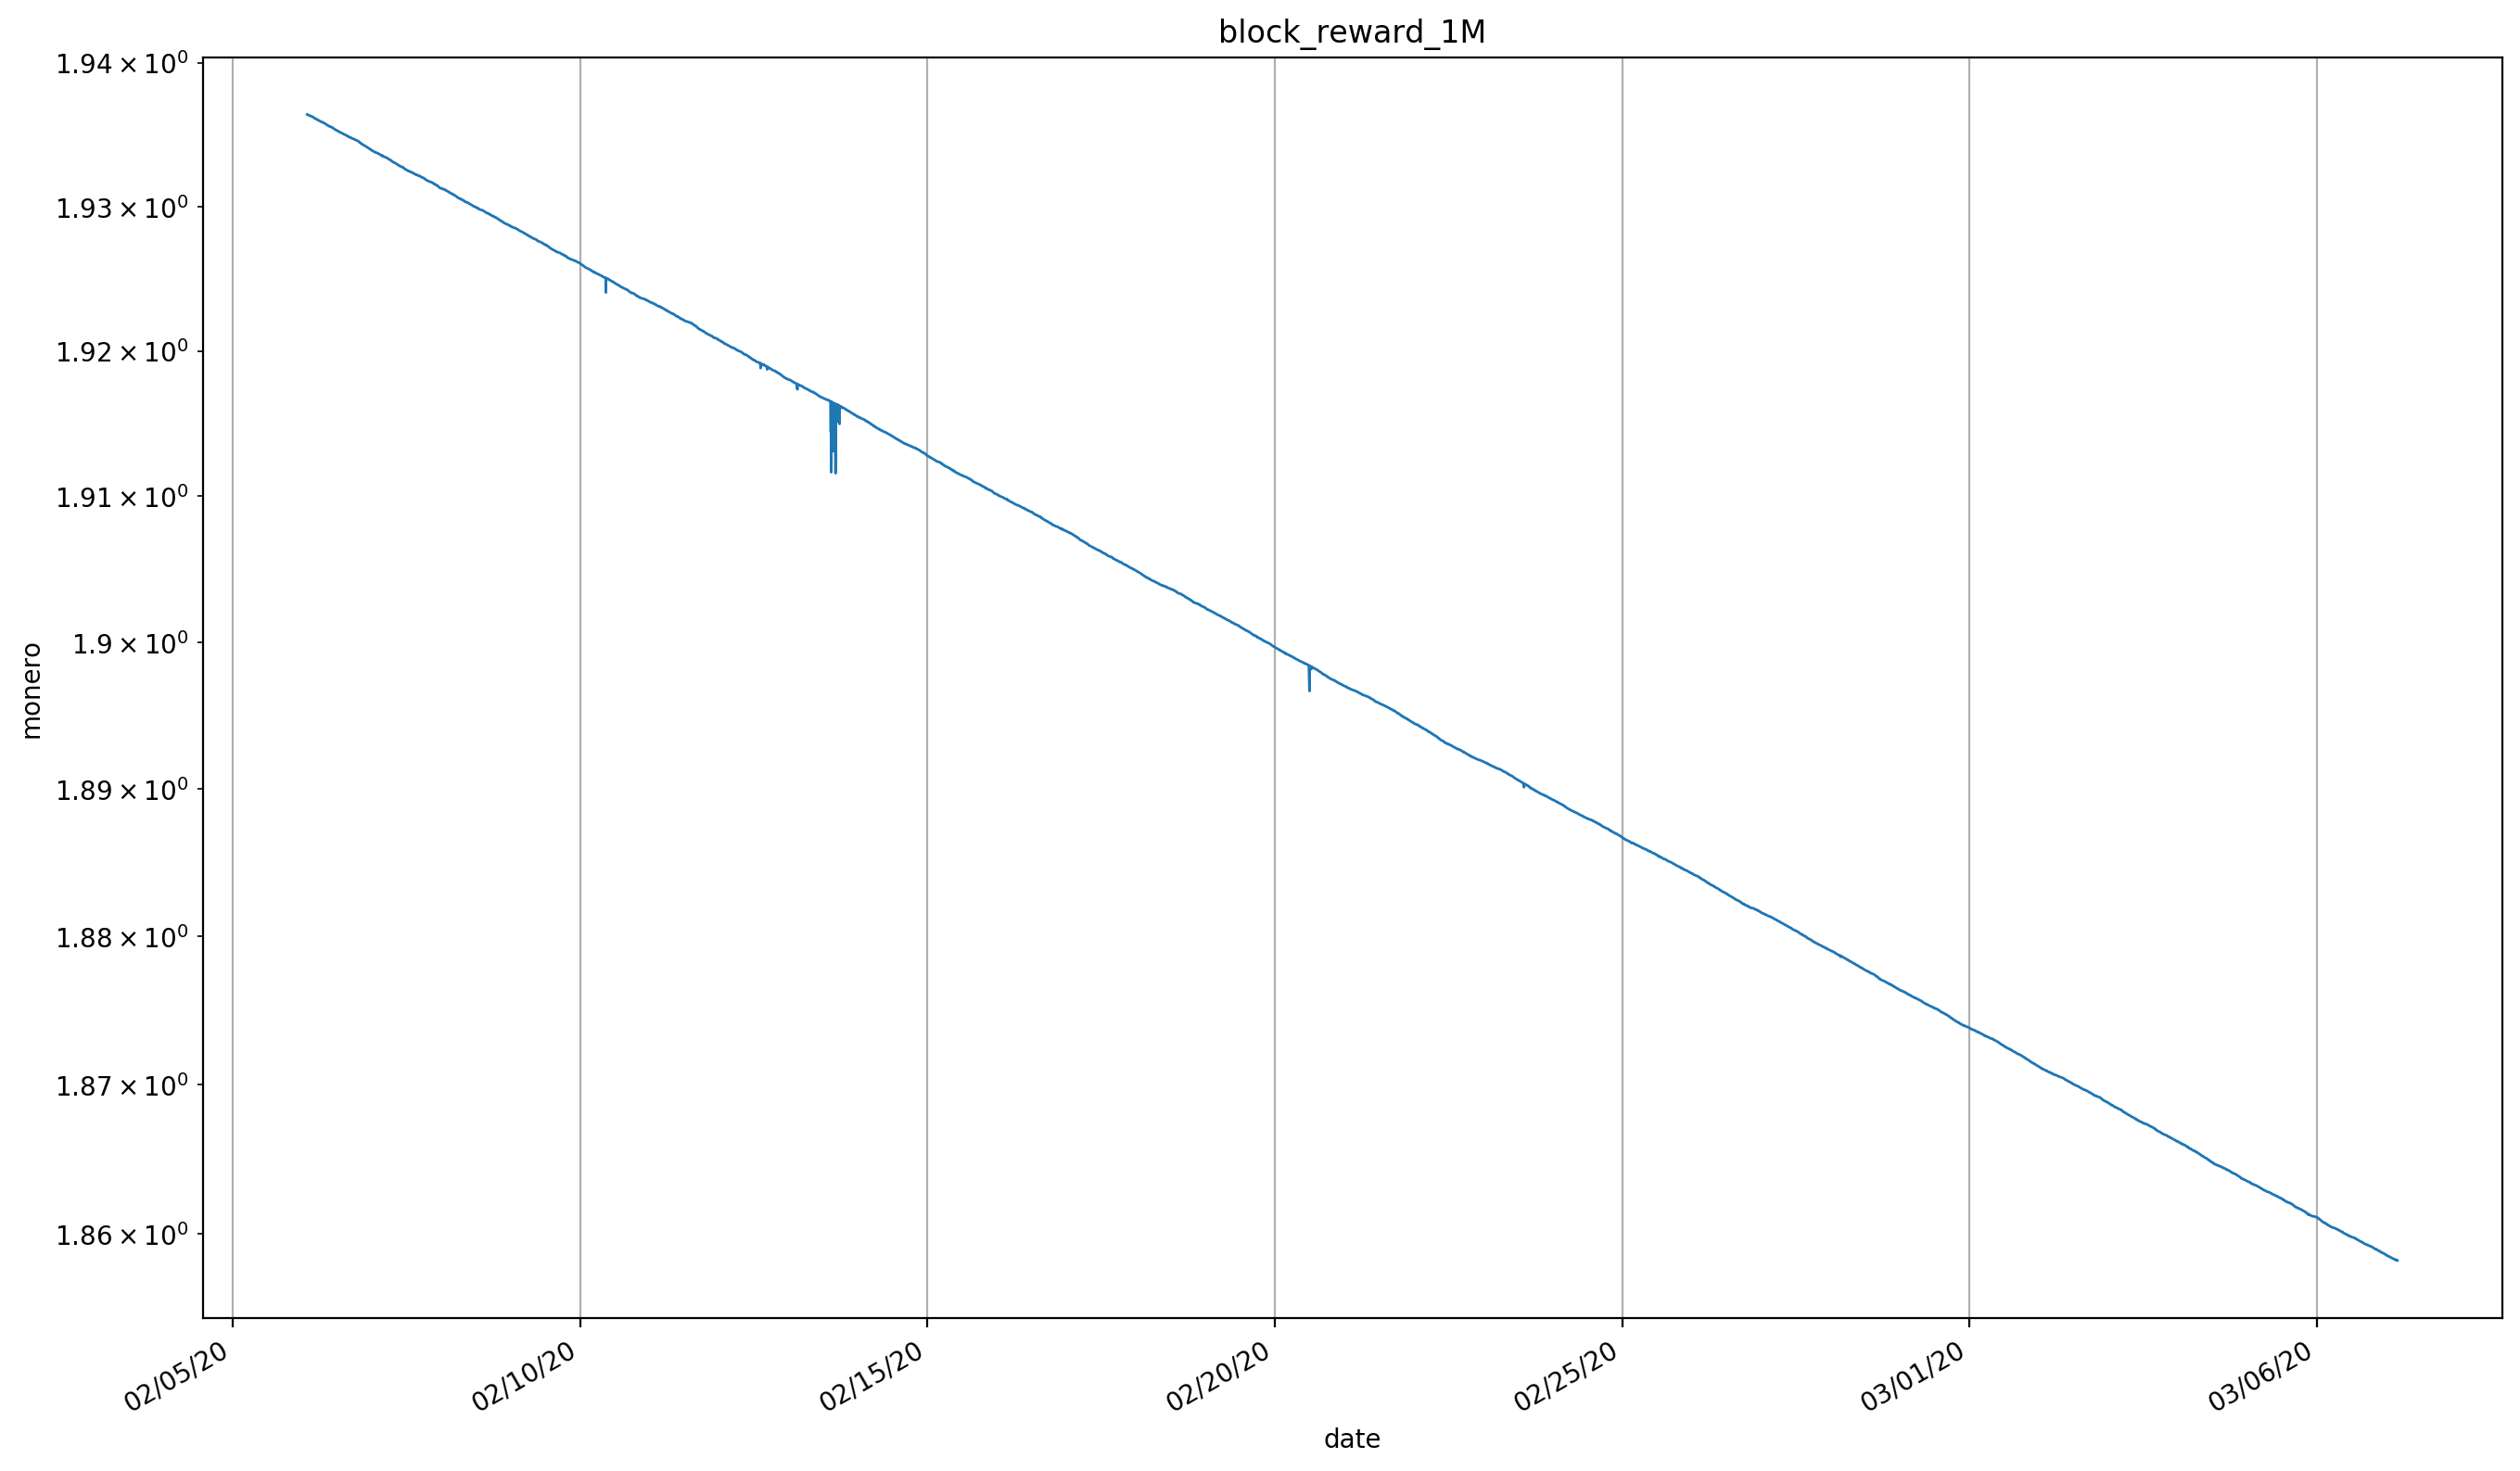 block_reward_1M
1.94 × 10⁰
1.93 × 10⁰
1.92 × 10⁰
1.91 × 10⁰
1.9 × 10⁰
1.89 × 10⁰
1.88 × 10⁰
1.87 × 10⁰
1.86 × 10⁰
monero
02/05/20
02/10/20
02/15/20
02/20/20
02/25/20
03/01/20
03/06/20
date